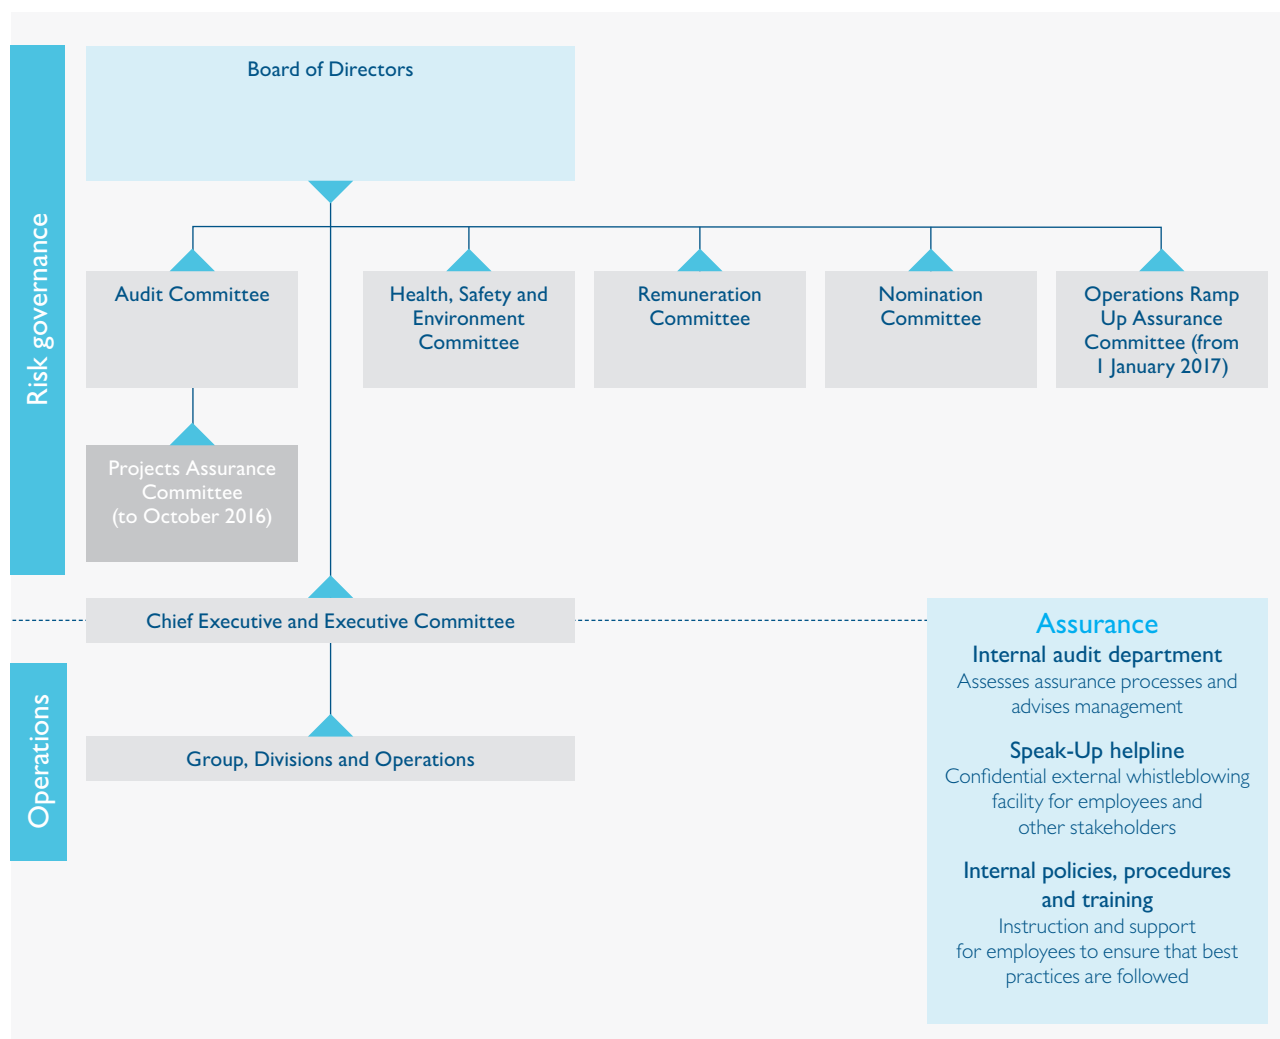 Risk governance
Board of Directors
Audit Committee
Health, Safety and
Environment
Committee
Remuneration
Committee
Nomination
Committee
Operations Ramp
Up Assurance
Committee (from
1 January 2017)
Projects Assurance
Committee
(to October 2016)
Chief Executive and Executive Committee
Operations
Group, Divisions and Operations
Assurance
Internal audit department
Assesses assurance processes and
advises management
Speak-Up helpline
Confidential external whistleblowing
facility for employees and
other stakeholders
Internal policies, procedures
and training
Instruction and support
for employees to ensure that best
practices are followed